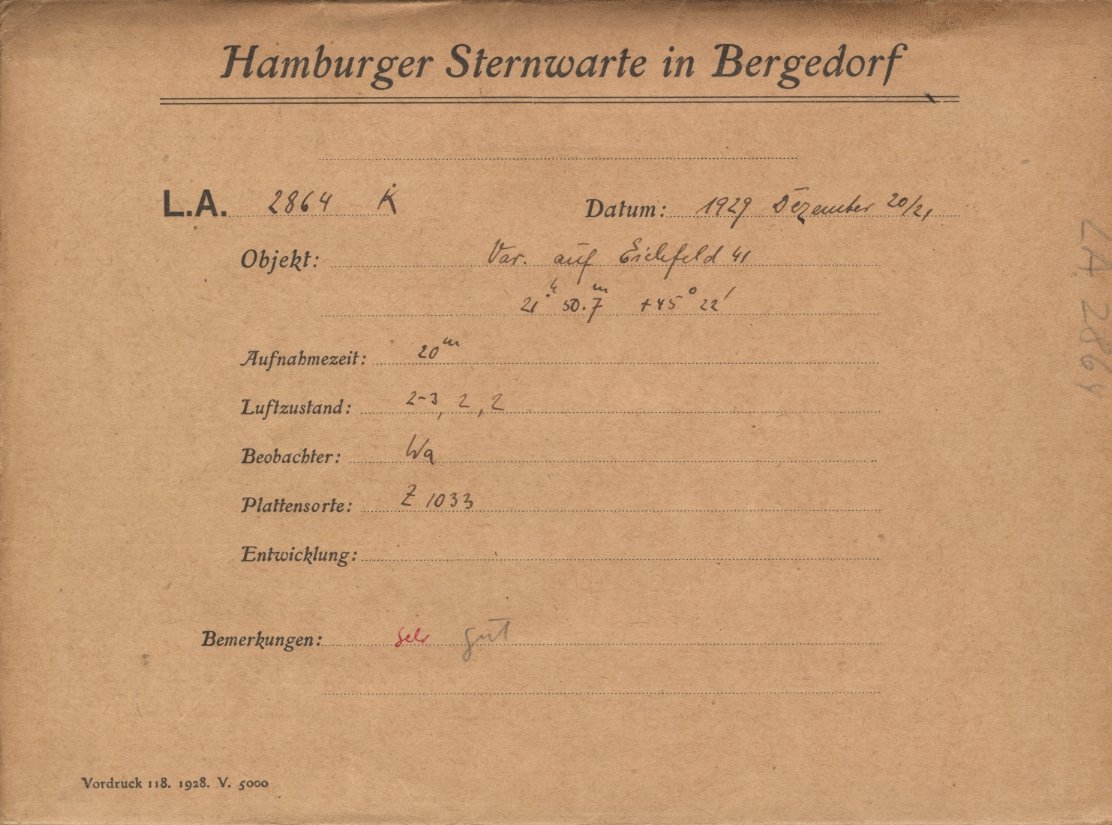 Hamburger Sternwarte in Bergedorf
L.A. 2864 K Datum: 1929 Dezember 20/21
Objekt: Var. auf Eichfeld 41
21h 50.7m +45° 22'
Aufnahmezeit: 20m
Luftzustand: 2-3, 2, 2
Beobachter: Wa
Plattensorte: Z 1033
Entwicklung:
Bemerkungen: sehr gut
Vordruck 118. 1928. V. 5000
LA 2864